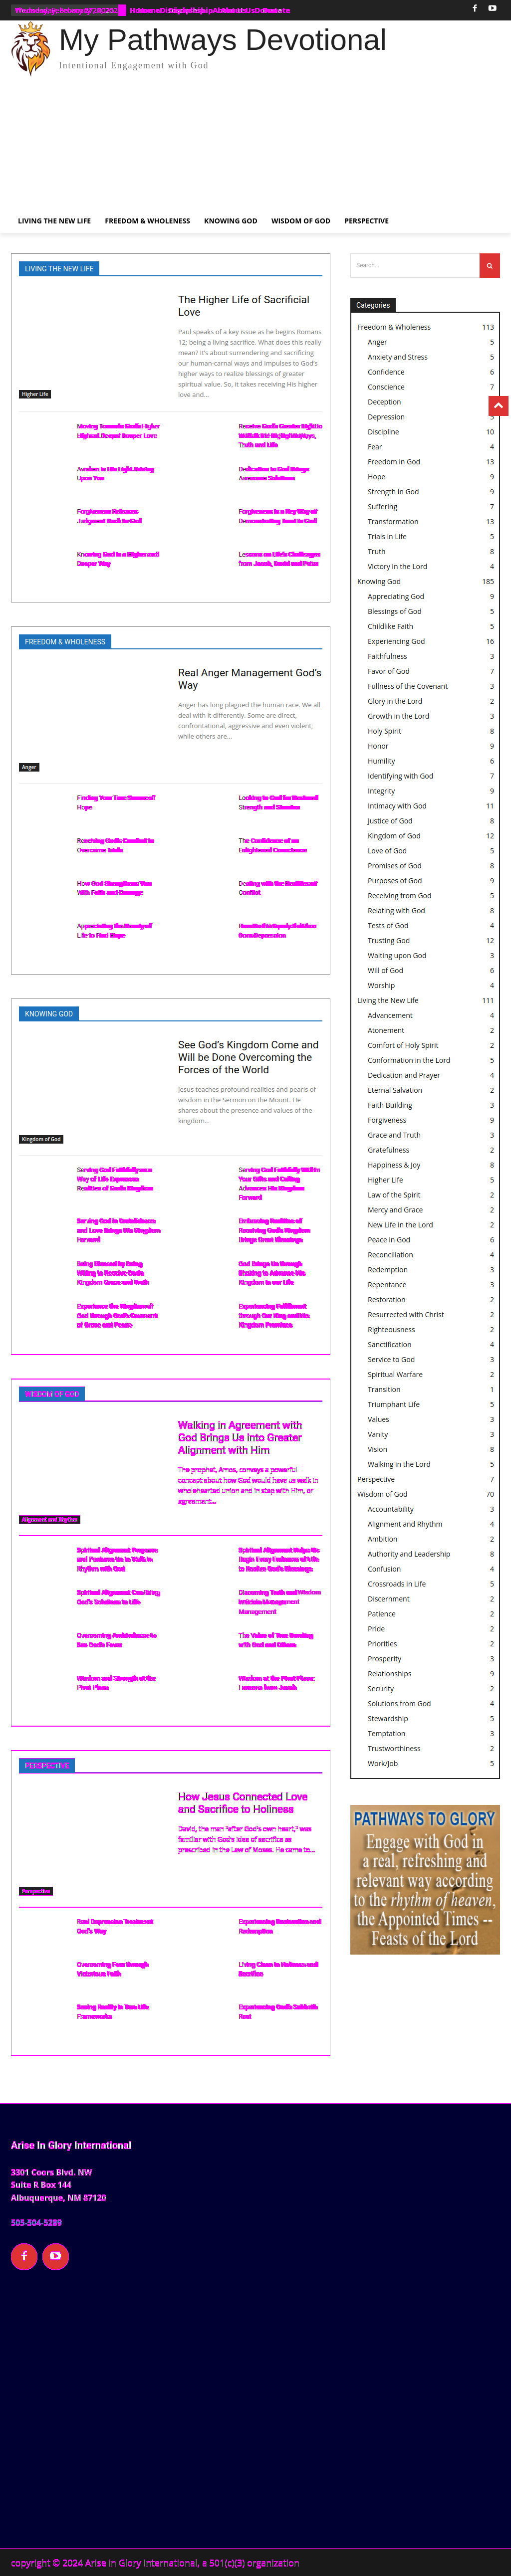 My Pathways Devotional
Intentional Engagement with God
LIVING THE NEW LIFE
FREEDOM & WHOLENESS
KNOWING GOD
WISDOM OF GOD
PERSPECTIVE
LIVING THE NEW LIFE
Higher Life
The Higher Life of Sacrificial
Love
Paul speaks of a key issue as he begins Romans
12; being a living sacrifice. What does this really
mean? It's about surrendering and sacrificing
our human-carnal ways and impulses to God's
higher ways to realize blessings of greater
spiritual value. So, it takes receiving His higher
love and...
Awaken to His Light Arising
Upon You
Dedication to God Brings
Awesome Solutions
Forgiveness Releases
Judgment Back to God
Forgiveness Is a Key Way of
Demonstrating Trust in God
Knowing God in a Higher and
Deeper Way
Lessons on Life's Challenges
from Jacob, David and Peter
FREEDOM & WHOLENESS
Anger
Real Anger Management God's
Way
Anger has long plagued the human race. We all
deal with it differently. Some are direct,
confrontational, aggressive and even violent;
while others are...
Finding Your True Sense of
Hope
Looking to God for Renewed
Strength and Stamina
Receiving God's Comfort to
Overcome Trials
The Confidence of an
Enlightened Conscience
How God Strengthens You
With Faith and Courage
Dealing with the Realities of
Conflict
Appreciating the Beauty of
Life to Find Hope
KNOWING GOD
Kingdom of God
See God's Kingdom Come and
Will be Done Overcoming the
Forces of the World
Jesus teaches profound realities and pearls of
wisdom in the Sermon on the Mount. He
shares about the presence and values of the
kingdom...
Serving God Faithfully as a
Way of Life Expresses
Realities of God's Kingdom
Serving God Faithfully Within
Your Gifts and Calling
Advances His Kingdom
Forward
Serving God in Gratefulness
and Love Brings His Kingdom
Forward
Embracing Realities of
Receiving God's Kingdom
Brings Great Blessings
Being Blessed by Being
Willing to Receive God's
Kingdom Grace and Truth
God Brings Us through
Shaking to Advance His
Kingdom in our Life
Experience the Kingdom of
God through God's Covenant
of Grace and Peace
Experiencing Fulfillment
through Our King and His
Kingdom Promises
WISDOM OF GOD
Alignment and Rhythm
Walking in Agreement with
God Brings Us into Greater
Alignment with Him
The prophet, Amos, conveys a powerful
concept about how God would have us walk in
wholehearted union and in step with Him, or
agreement...
Spiritual Alignment Prepares
and Postures Us to Walk in
Rhythm with God
Spiritual Alignment Helps Us
Begin Every Endeavor of Life
to Realize God's Blessings
Spiritual Alignment Can Bring
God's Solutions to Life
Overcoming Ambivalence to
See God's Favor
The Value of True Bonding
with God and Others
Wisdom and Strength at the
Pivot Place
Wisdom at the Pivot Place:
Lessons from Jacob
PERSPECTIVE
Perspective
How Jesus Connected Love
and Sacrifice to Holiness
David, the man "after God's own heart," was
familiar with God's idea of sacrifice as
prescribed in the Law of Moses. He came to...
Real Depression Treatment
God's Way
Experiencing Restoration and
Redemption
Overcoming Fear through
Victorious Faith
Living Clean in Holiness and
Sacrifice
Seeing Reality in Two Life
Frameworks
Experiencing God's Sabbath
Rest
Search...
Categories
Freedom & Wholeness 113
Anger 5
Anxiety and Stress 5
Confidence 6
Conscience 7
Deception
Depression 5
Discipline 10
Fear 4
Freedom in God 13
Hope 9
Strength in God 9
Suffering 7
Transformation 13
Trials in Life 5
Truth 8
Victory in the Lord 4
Knowing God 185
Appreciating God 9
Blessings of God 5
Childlike Faith 5
Experiencing God 16
Faithfulness 3
Favor of God 7
Fullness of the Covenant 3
Glory in the Lord 2
Growth in the Lord 3
Holy Spirit 8
Honor 9
Humility 6
Identifying with God 7
Integrity 9
Intimacy with God 11
Justice of God 8
Kingdom of God 12
Love of God 5
Promises of God 8
Purposes of God 9
Receiving from God 5
Relating with God 8
Tests of God 4
Trusting God 12
Waiting upon God 3
Will of God 6
Worship 4
Living the New Life 111
Advancement 4
Atonement 2
Comfort of Holy Spirit 2
Conformation in the Lord 5
Dedication and Prayer 4
Eternal Salvation 2
Faith Building 3
Forgiveness 9
Grace and Truth 3
Gratefulness 2
Happiness & Joy 8
Higher Life 5
Law of the Spirit 2
Mercy and Grace 2
New Life in the Lord 2
Peace in God 6
Reconciliation 4
Redemption 3
Repentance 3
Restoration 2
Resurrected with Christ 2
Righteousness 2
Sanctification 4
Service to God 3
Spiritual Warfare 2
Transition 1
Triumphant Life 5
Values 3
Vanity 3
Vision 8
Walking in the Lord 5
Perspective 7
Wisdom of God 70
Accountability 3
Alignment and Rhythm 4
Ambition 2
Authority and Leadership 8
Confusion 4
Crossroads in Life 5
Discernment 2
Patience 2
Pride 2
Priorities 2
Prosperity 3
Relationships 9
Security 2
Solutions from God 4
Stewardship 5
Temptation 3
Trustworthiness 2
Work/Job 5
PATHWAYS TO GLORY
Engage with God in
a real, refreshing and
relevant way according
to the rhythm of heaven,
the Appointed Times --
Feasts of the Lord
Arise In Glory International
3301 Coors Blvd. NW
Suite R Box 144
Albuquerque, NM 87120
505-504-5289
copyright © 2024 Arise in Glory International, a 501(c)(3) organization